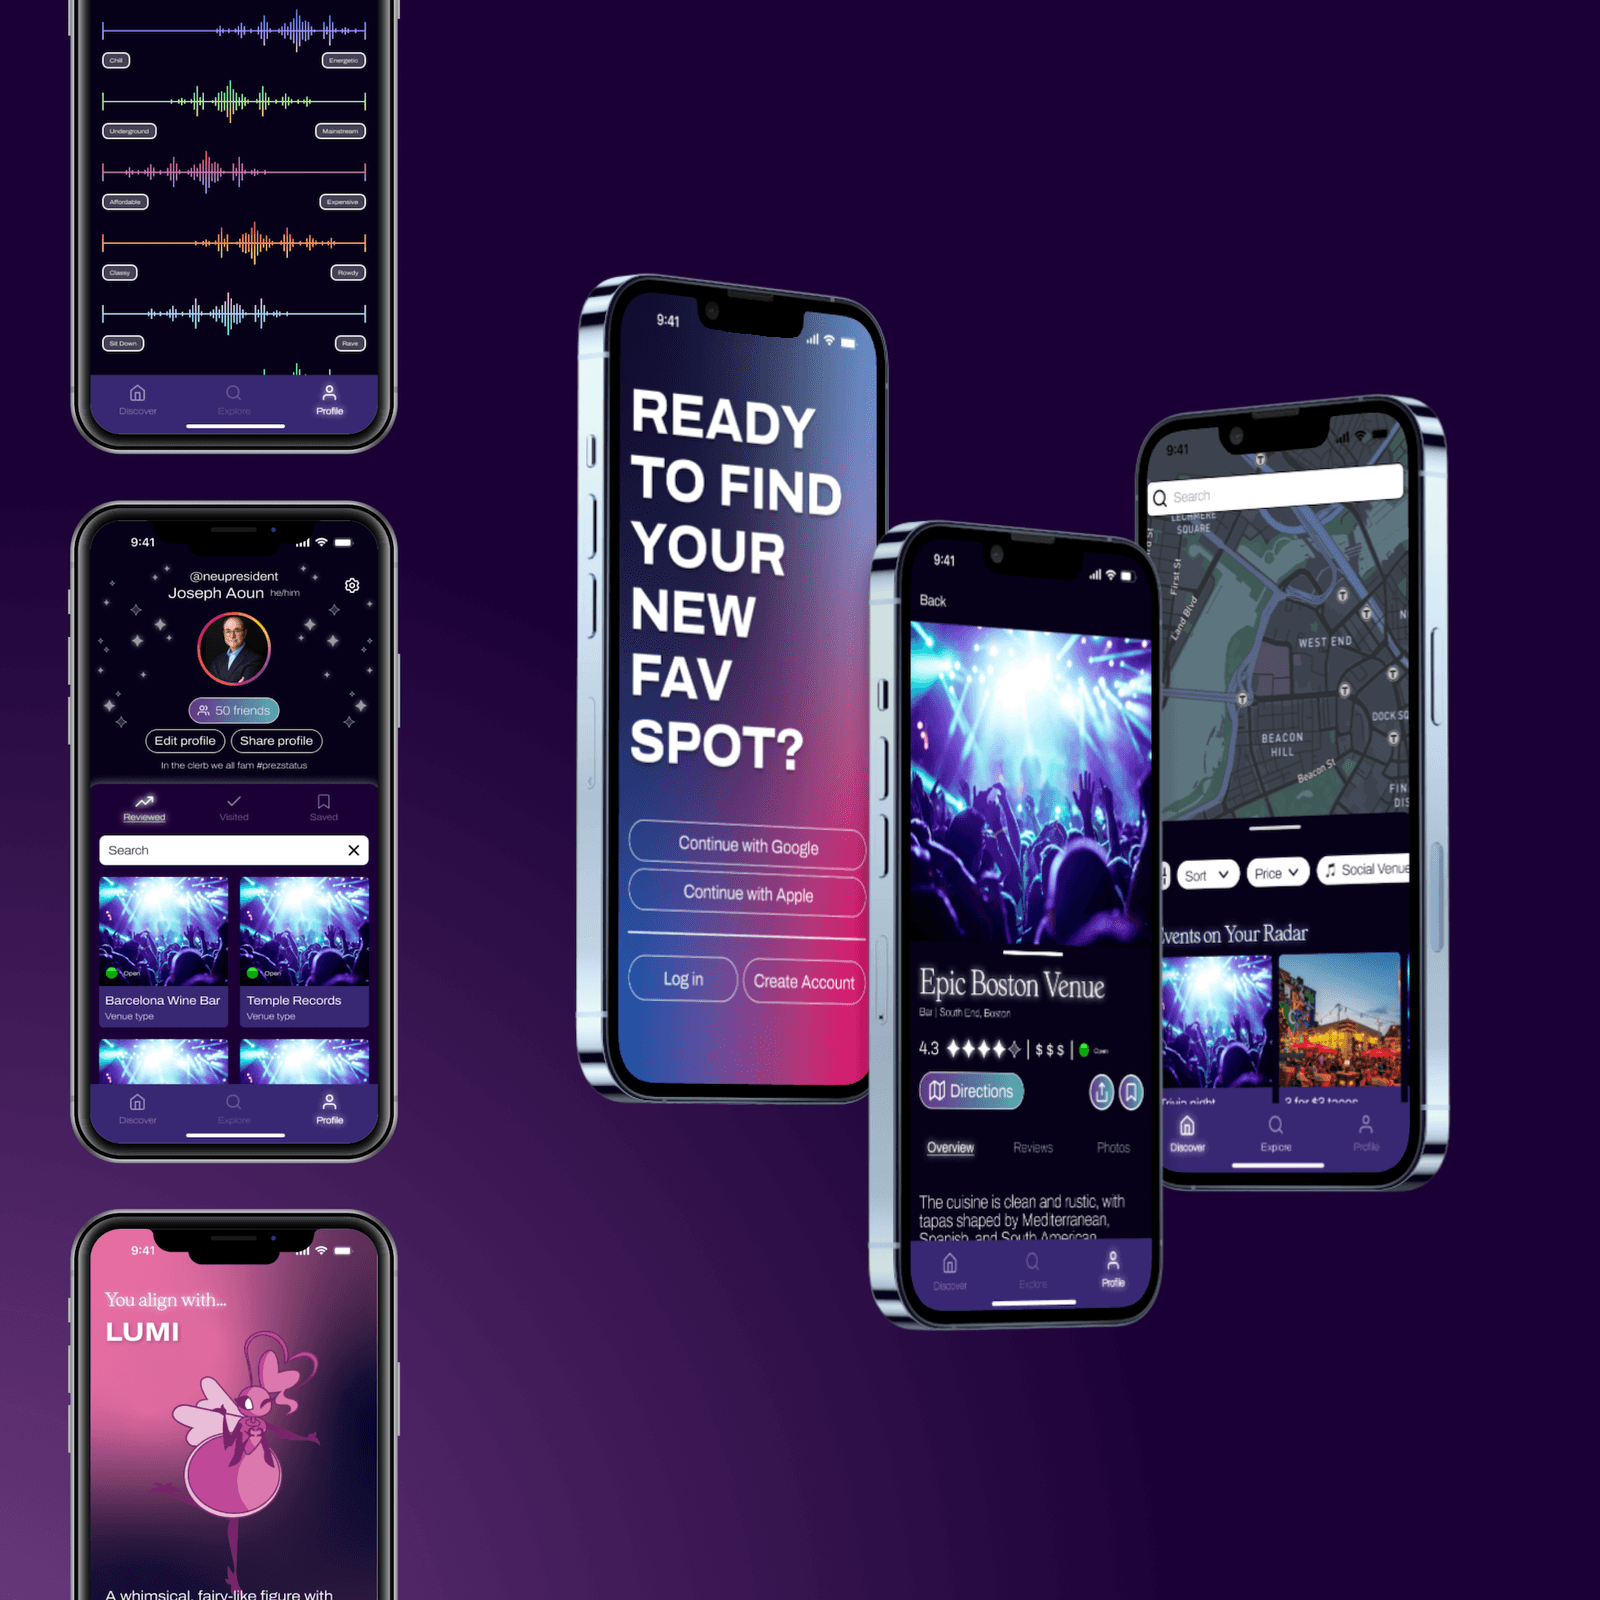 Chill
Energetic
Underground
Mainstream
Affordable
Expensive
Classy
Rowdy
Sit Down
Rave
Discover
Explore
Profile
9:41
@neupresident
Joseph Aoun he/him
50 friends
Edit profile
Share profile
In the clerb we all fam #prezstatus
Reviewed
Visited
Saved
Search
Open
Open
Barcelona Wine Bar
Venue type
Temple Records
Venue type
Discover
Explore
Profile
9:41
You align with...
LUMI
A whimsical, fairy-like figure with
9:41
READY
TO FIND
YOUR
NEW
FAV
SPOT?
Continue with Google
Continue with Apple
Log in
Create Account
9:41
Back
Epic Boston Venue
Bar | South End, Boston
4.3 | $$$ | Open
Directions
Overview
Reviews
Photos
The cuisine is clean and rustic, with
tapas shaped by Mediterranean,
Spanish, and South American
Discover
Explore
Profile
9:41
Search
LECHMERE
SQUARE
First St
Land Blvd
WEST END
DOCK SQ
BEACON
HILL
Beacon St
FIN
DIS
Sort
Price
Social Venue
Events on Your Radar
Trivia night
3 for $3 tacos
Discover
Explore
Profile